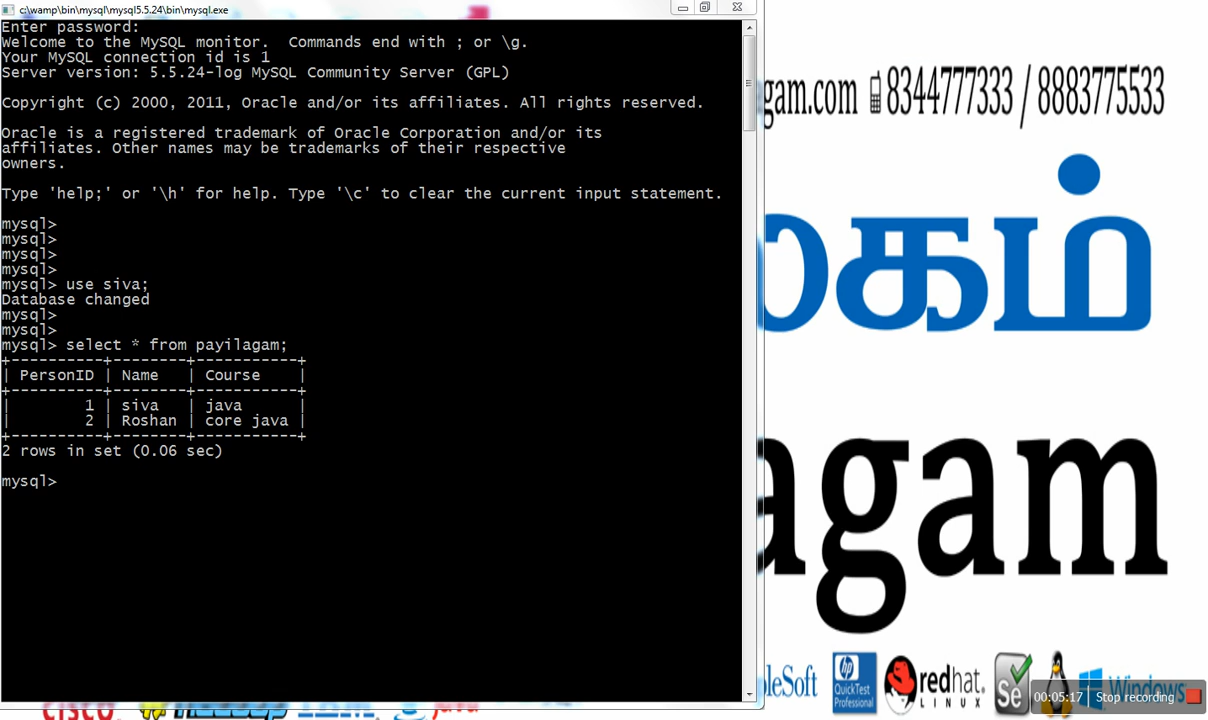 c:\wamp\bin\mysql\mysql5.5.24\bin\mysql.exe
Enter password:
Welcome to the MySQL monitor.  Commands end with ; or \g.
Your MySQL connection id is 1
Server version: 5.5.24-log MySQL Community Server (GPL)
Copyright (c) 2000, 2011, Oracle and/or its affiliates. All rights reserved.
Oracle is a registered trademark of Oracle Corporation and/or its
affiliates. Other names may be trademarks of their respective
owners.
Type 'help;' or '\h' for help. Type '\c' to clear the current input statement.
mysql>
mysql>
mysql>
mysql>
mysql> use siva;
Database changed
mysql>
mysql>
mysql> select * from payilagam;
+----------+--------+-----------+
| PersonID | Name   | Course    |
+----------+--------+-----------+
|        1 | siva   | java      |
|        2 | Roshan | core java |
+----------+--------+-----------+
2 rows in set (0.06 sec)
mysql>
gam.com 8344777333 / 8883775533
கம்
agam
leSoft
hp
QuickTest
Professional
redhat.
LINUX
Se
Windows
00:05:17 Stop recording